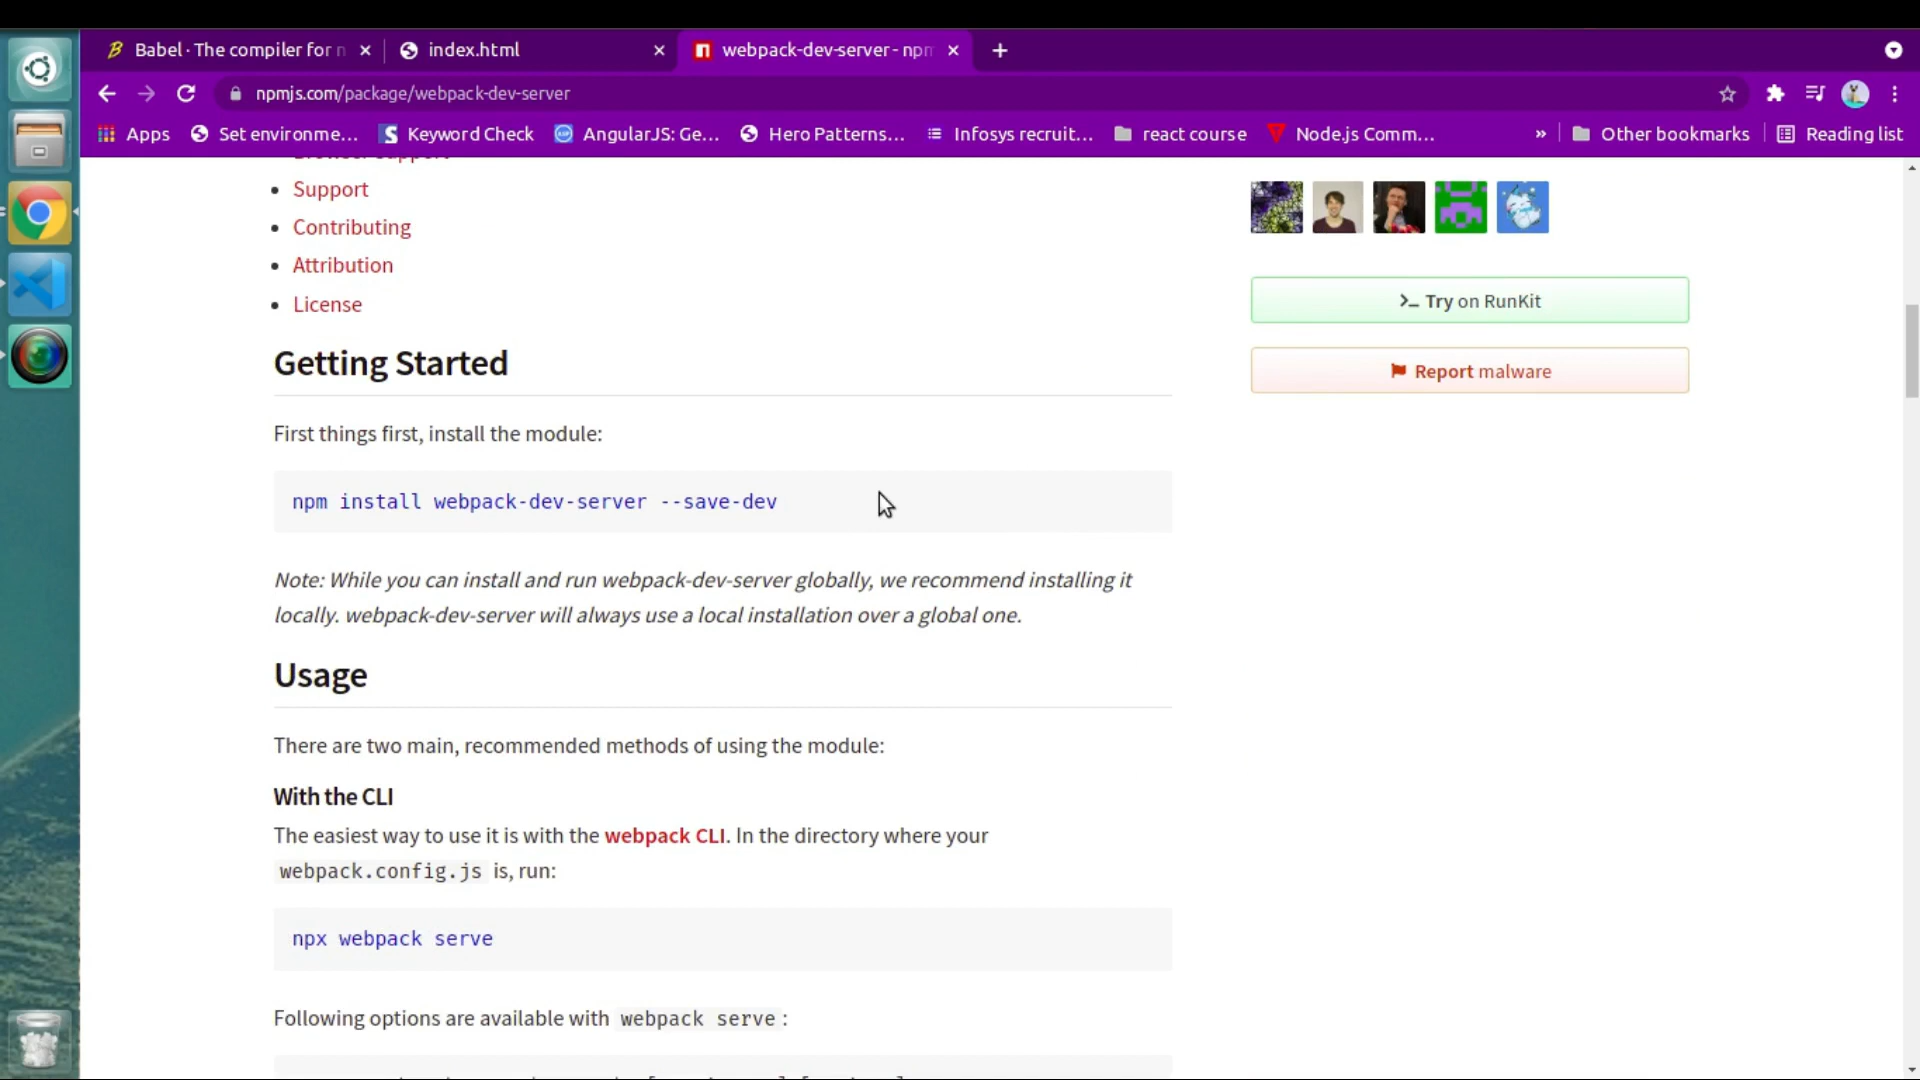 Babel · The compiler for n
index.html
webpack-dev-server - npm
npmjs.com/package/webpack-dev-server
Apps
Set environme...
Keyword Check
AngularJS: Ge...
Hero Patterns...
Infosys recruit...
react course
Node.js Comm...
»
Other bookmarks
Reading list
Browser Support
• Support
• Contributing
• Attribution
• License
Try on RunKit
Report malware
Getting Started
First things first, install the module:
npm install webpack-dev-server --save-dev
Note: While you can install and run webpack-dev-server globally, we recommend installing it
locally. webpack-dev-server will always use a local installation over a global one.
Usage
There are two main, recommended methods of using the module:
With the CLI
The easiest way to use it is with the webpack CLI. In the directory where your
webpack.config.js is, run:
npx webpack serve
Following options are available with webpack serve :